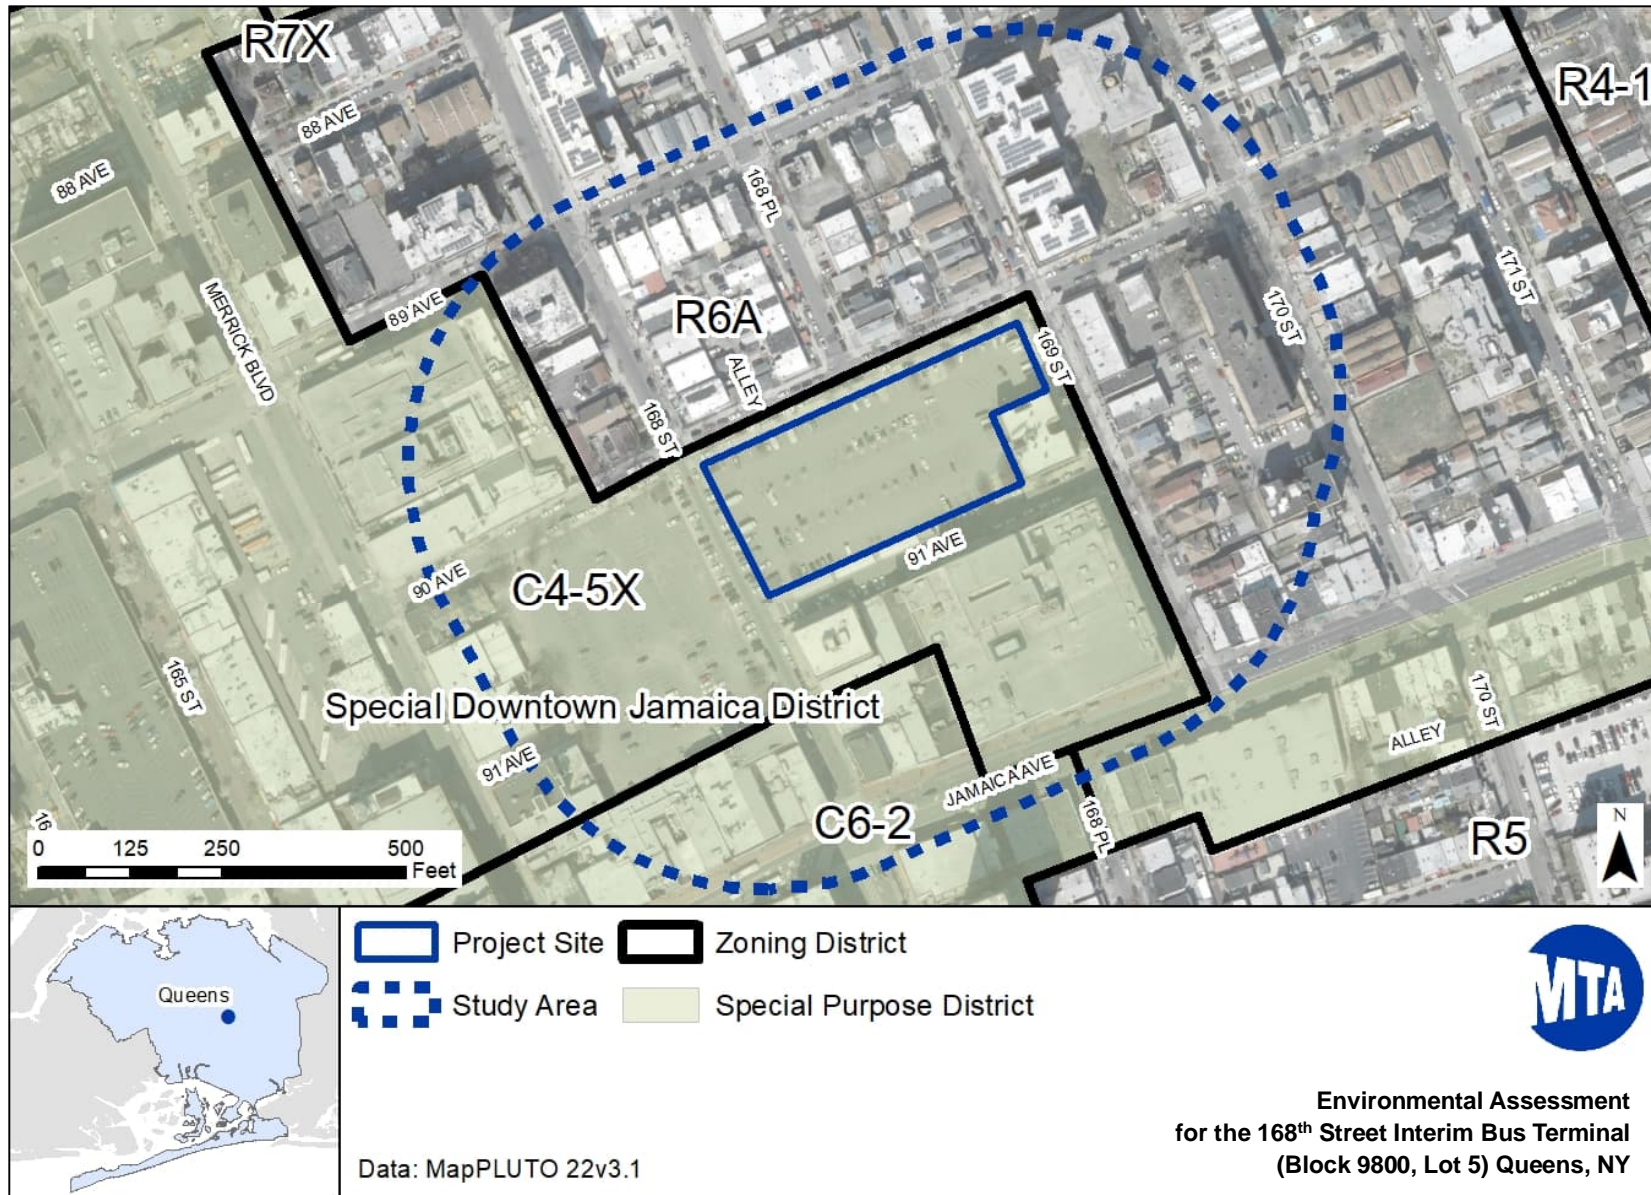 R7X
R4-1
88 AVE
88 AVE
168 PL
MERRICK BLVD
89 AVE
R6A
ALLEY
169 ST
170 ST
171 ST
168 ST
91 AVE
90 AVE
C4-5X
165 ST
Special Downtown Jamaica District
91 AVE
JAMAICA AVE
170 ST
ALLEY
C6-2
168 PL
R5
N
16
0 125 250 500
Feet
Queens
Project Site
Zoning District
Study Area
Special Purpose District
MTA
Data: MapPLUTO 22v3.1
Environmental Assessment
for the 168th Street Interim Bus Terminal
(Block 9800, Lot 5) Queens, NY